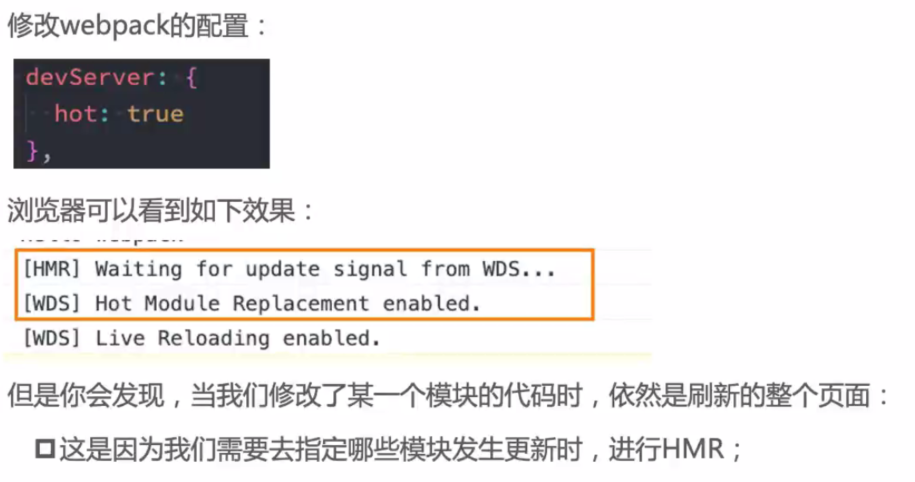 修改webpack的配置：
devServer: {
hot: true
},
浏览器可以看到如下效果：
[HMR] Waiting for update signal from WDS...
[WDS] Hot Module Replacement enabled.
[WDS] Live Reloading enabled.
但是你会发现，当我们修改了某一个模块的代码时，依然是刷新的整个页面：
这是因为我们需要去指定哪些模块发生更新时，进行HMR；